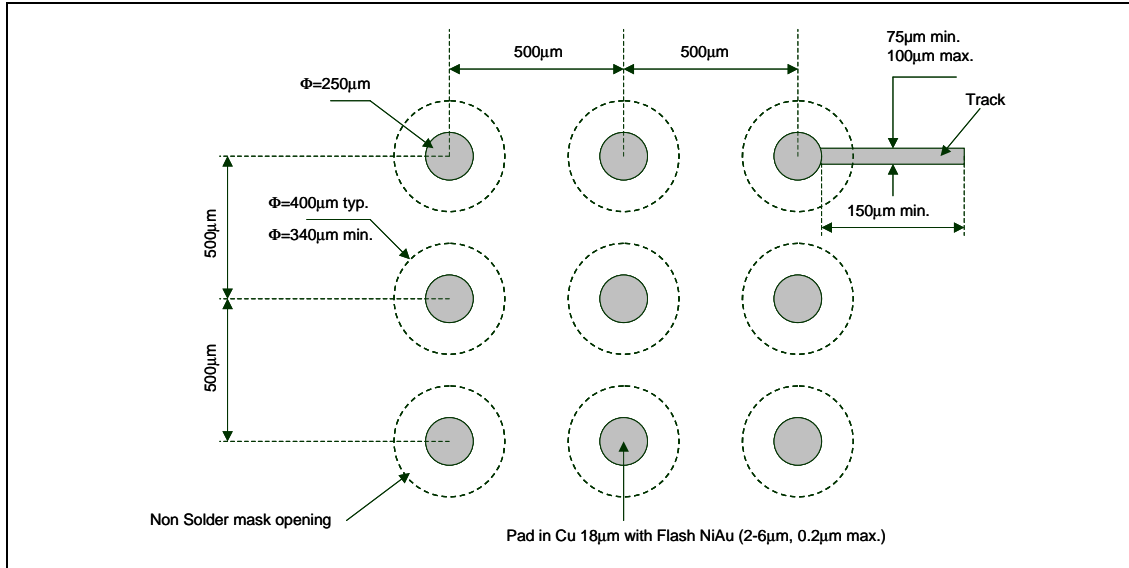 500µm
500µm
75µm min.
100µm max.
Φ=250µm
Track
Φ=400µm typ.
Φ=340µm min.
150µm min.
500µm
500µm
Non Solder mask opening
Pad in Cu 18µm with Flash NiAu (2-6µm, 0.2µm max.)